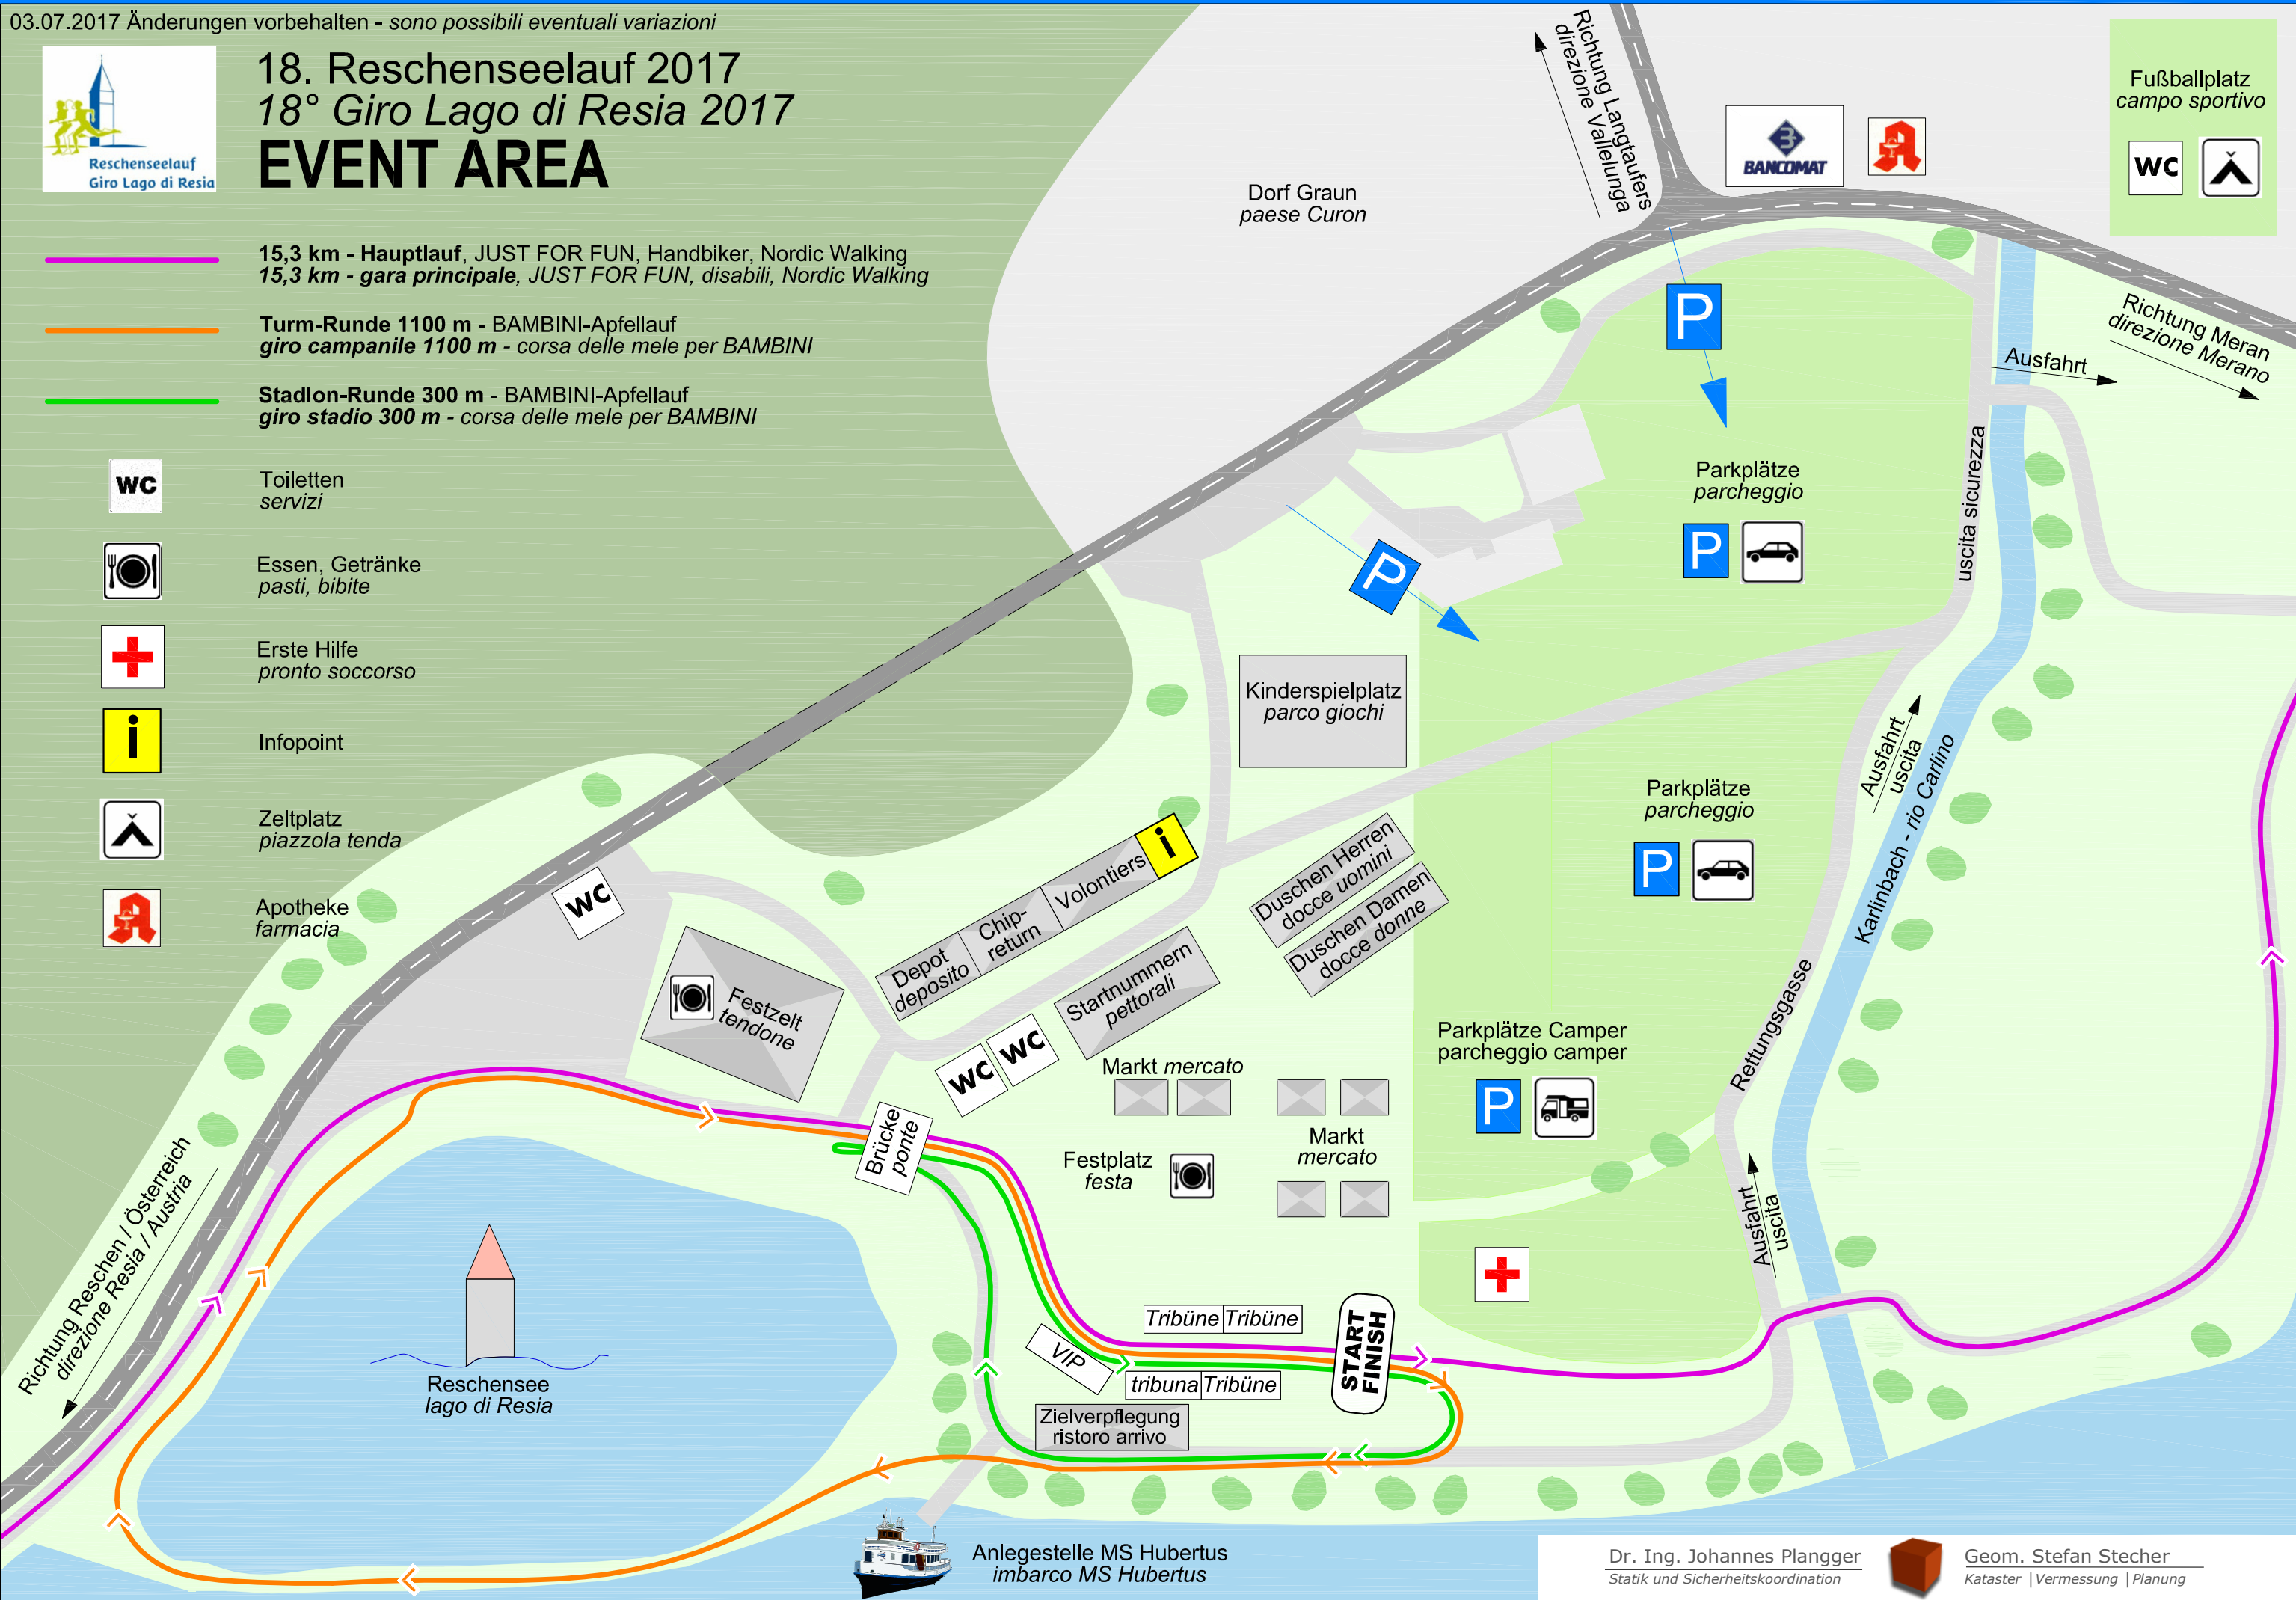 03.07.2017 Änderungen vorbehalten - sono possibili eventuali variazioni
Reschenseelauf
Giro Lago di Resia
18. Reschenseelauf 2017
18° Giro Lago di Resia 2017
EVENT AREA
15,3 km - Hauptlauf, JUST FOR FUN, Handbiker, Nordic Walking
15,3 km - gara principale, JUST FOR FUN, disabili, Nordic Walking
Turm-Runde 1100 m - BAMBINI-Apfellauf
giro campanile 1100 m - corsa delle mele per BAMBINI
Stadion-Runde 300 m - BAMBINI-Apfellauf
giro stadio 300 m - corsa delle mele per BAMBINI
WC
Toiletten
servizi
Essen, Getränke
pasti, bibite
Erste Hilfe
pronto soccorso
i
Infopoint
Zeltplatz
piazzola tenda
Apotheke
farmacia
Dorf Graun
paese Curon
Richtung Langtaufers
direzione Vallelunga
3
BANCOMAT
Fußballplatz
campo sportivo
WC
Richtung Meran
direzione Merano
Ausfahrt
uscita sicurezza
P
Parkplätze
parcheggio
P
P
Kinderspielplatz
parco giochi
Ausfahrt
uscita
Karlinbach - rio Carlino
Parkplätze
parcheggio
P
Rettungsgasse
WC
Festzelt
tendone
Depot
deposito
Chip-
return
Volontiers
i
Startnummern
pettorali
Duschen Herren
docce uomini
Duschen Damen
docce donne
WC
WC
Markt mercato
Markt
mercato
Festplatz
festa
Parkplätze Camper
parcheggio camper
P
Ausfahrt
uscita
Brücke
ponte
Richtung Reschen / Österreich
direzione Resia / Austria
Reschensee
lago di Resia
VIP
Tribüne Tribüne
tribuna Tribüne
START
FINISH
Zielverpflegung
ristoro arrivo
Anlegestelle MS Hubertus
imbarco MS Hubertus
Dr. Ing. Johannes Plangger
Statik und Sicherheitskoordination
Geom. Stefan Stecher
Kataster | Vermessung | Planung